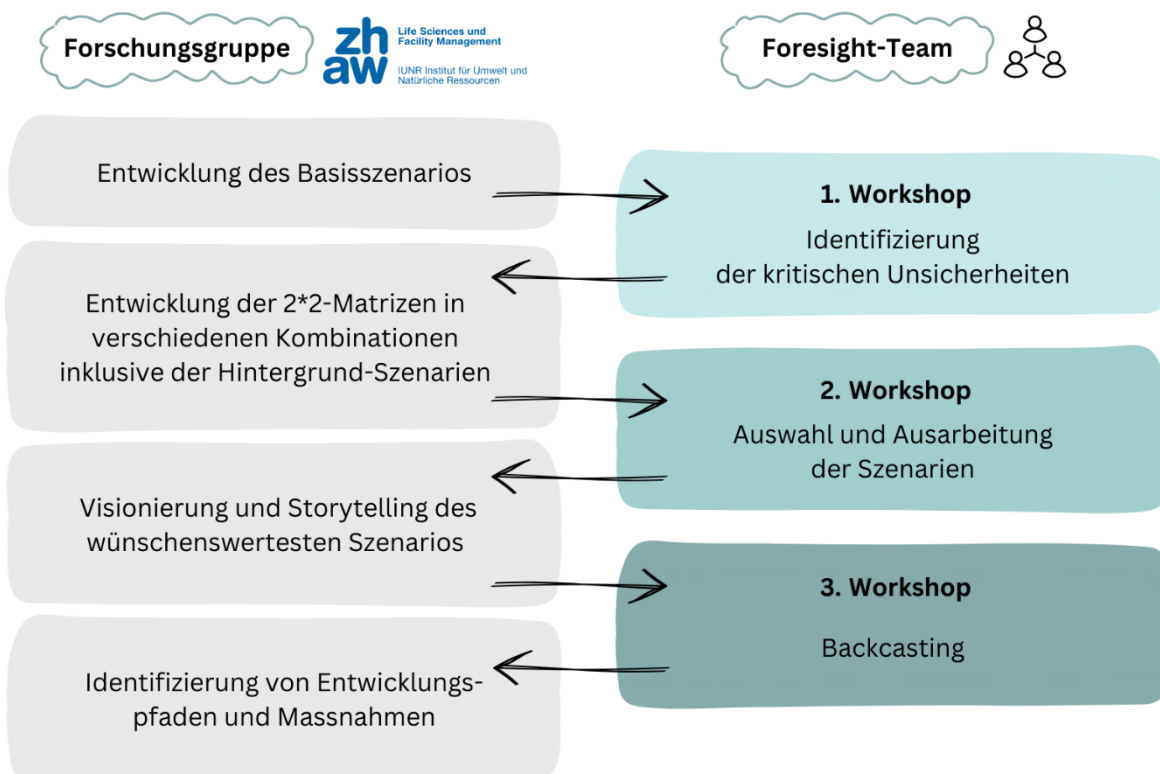 Forschungsgruppe
zh
aw
Life Sciences und
Facility Management
IUNR Institut für Umwelt und
Natürliche Ressourcen
Foresight-Team
Entwicklung des Basisszenarios
1. Workshop
Identifizierung
der kritischen Unsicherheiten
Entwicklung der 2*2-Matrizen in
verschiedenen Kombinationen
inklusive der Hintergrund-Szenarien
2. Workshop
Auswahl und Ausarbeitung
der Szenarien
Visionierung und Storytelling des
wünschenswertesten Szenarios
3. Workshop
Backcasting
Identifizierung von Entwicklungs-
pfaden und Massnahmen